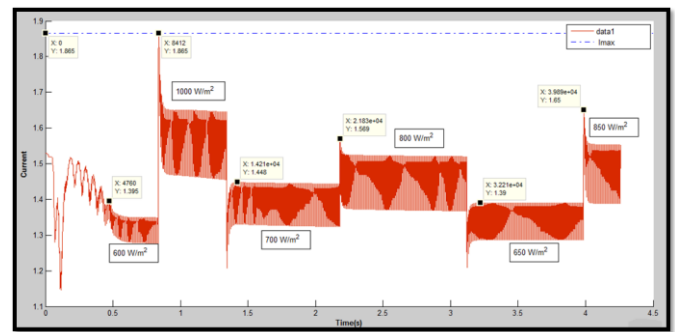 1.9
1.8
1.7
1.6
1.5
1.4
1.3
1.2
1.1
Current
0
0.5
1
1.5
2
2.5
3
3.5
4
4.5
Time(s)
data1
Imax
X: 0
Y: 1.865
X: 8412
Y: 1.865
1000 W/m²
X: 4760
Y: 1.395
600 W/m²
X: 1.421e+04
Y: 1.448
700 W/m²
X: 2.183e+04
Y: 1.569
800 W/m²
X: 3.221e+04
Y: 1.39
650 W/m²
X: 3.989e+04
Y: 1.65
850 W/m²